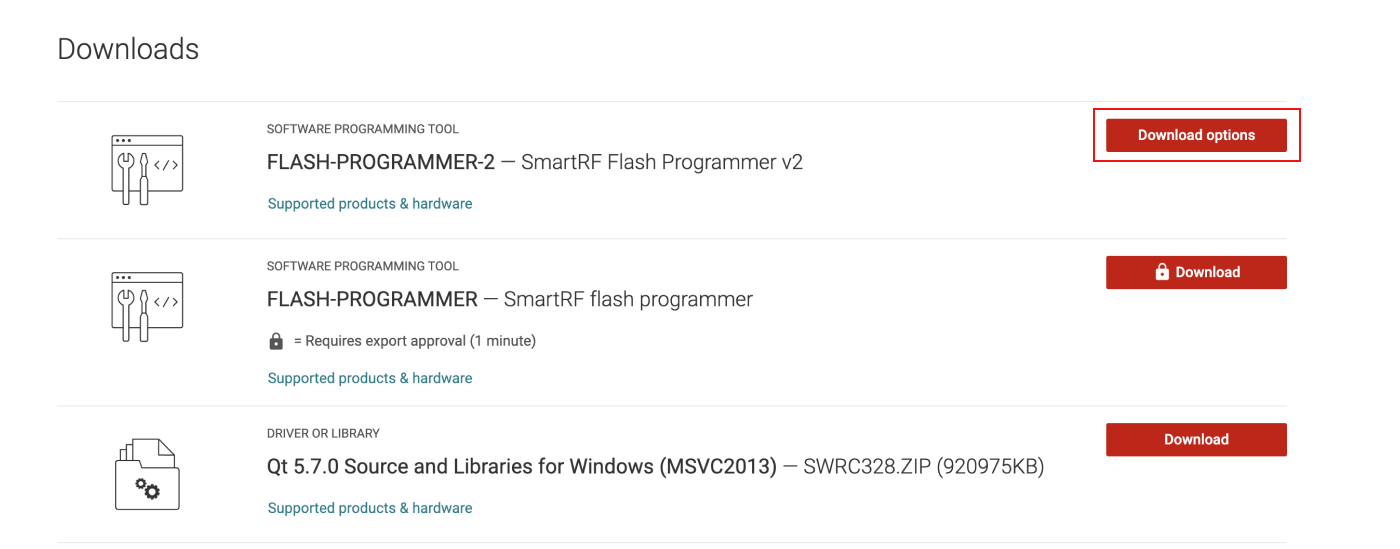 Downloads
SOFTWARE PROGRAMMING TOOL
Download options
FLASH-PROGRAMMER-2 — SmartRF Flash Programmer v2
</>
Supported products & hardware
SOFTWARE PROGRAMMING TOOL
Download
FLASH-PROGRAMMER — SmartRF flash programmer
</>
= Requires export approval (1 minute)
Supported products & hardware
DRIVER OR LIBRARY
Download
Qt 5.7.0 Source and Libraries for Windows (MSVC2013) — SWRC328.ZIP (920975KB)
Supported products & hardware